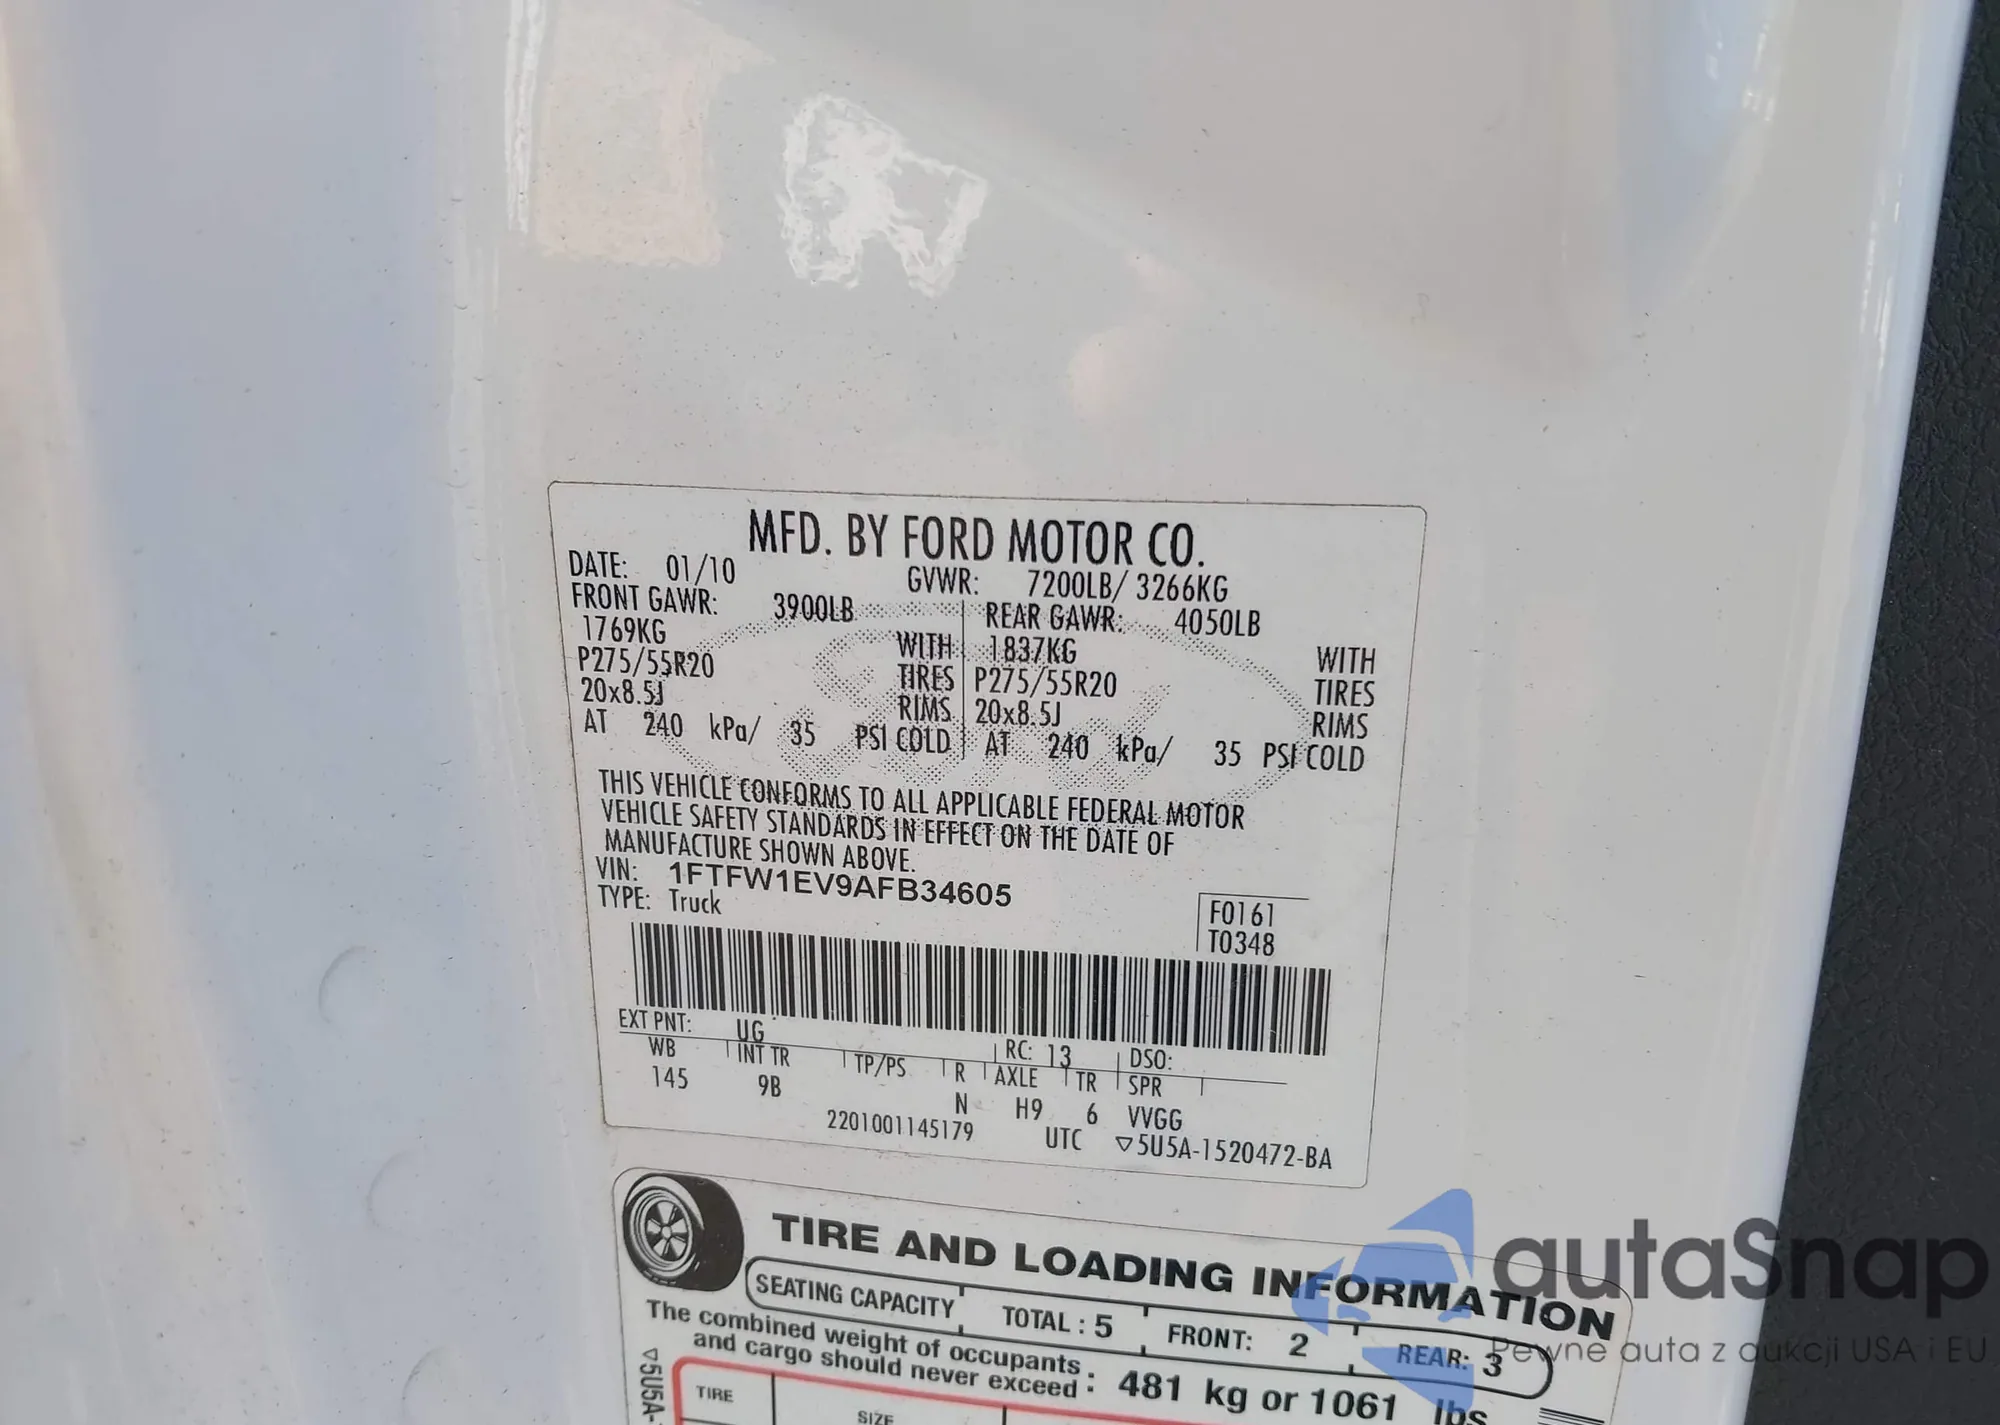 MFD. BY FORD MOTOR CO.
DATE: 01/10 GVWR: 7200LB/ 3266KG
FRONT GAWR: 3900LB REAR GAWR: 4050LB
1769KG WITH 1837KG WITH
P275/55R20 TIRES P275/55R20 TIRES
20x8.5J RIMS 20x8.5J RIMS
AT 240 kPa/ 35 PSI COLD AT 240 kPa/ 35 PSI COLD
THIS VEHICLE CONFORMS TO ALL APPLICABLE FEDERAL MOTOR
VEHICLE SAFETY STANDARDS IN EFFECT ON THE DATE OF
MANUFACTURE SHOWN ABOVE.
VIN: 1FTFW1EV9AFB34605
TYPE: Truck
F0161
T0348
EXT PNT: UG RC: 13 DSO:
WB INT TR TP/PS R AXLE TR SPR
145 9B N H9 6 VVGG
2201001145179 UTC ▽5U5A-1520472-BA
TIRE AND LOADING INFORMATION
SEATING CAPACITY TOTAL : 5 FRONT: 2 REAR: 3
The combined weight of occupants
and cargo should never exceed : 481 kg or 1061 lbs
▽5U5A-
TIRE SIZE
autaSnap
Pewne auta z aukcji USA i EU